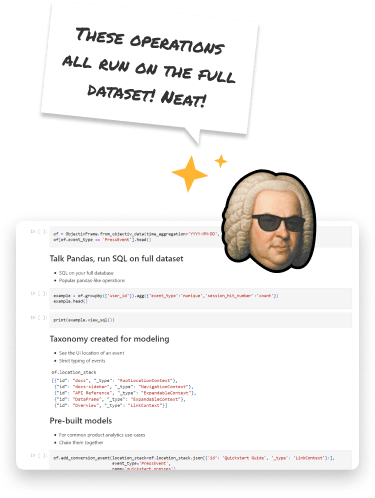 These operations
all run on the full
dataset! Neat!
In [ ]: of = ObjectivFrame.from_objectiv_data(time_aggregation='YYYY-MM-DD',
of[of.event_type == 'PressEvent'].head()
Talk Pandas, run SQL on full dataset
• SQL on your full database
• Popular pandas-like operations
In [ ]: example = of.groupby(['user_id']).agg({'event_type':'nunique','session_hit_number':'count'})
example.head()
In [ ]: print(example.view_sql())
Taxonomy created for modeling
• See the UI location of an event
• Strict typing of events
of.location_stack
[{"id": "docs", "_type": "RootLocationContext"},
{"id": "docs-sidebar", "_type": "NavigationContext"},
{"id": "API Reference", "_type": "ExpandableContext"},
{"id": "DataFrame", "_type": "ExpandableContext"},
{"id": "Overview", "_type": "LinkContext"}]
Pre-built models
• For common product analytics use cases
• Chain them together
In [ ]: of.add_conversion_event(location_stack=of.location_stack.json[{'id': 'Quickstart Guide', '_type': 'LinkContext'}:],
event_type='PressEvent',